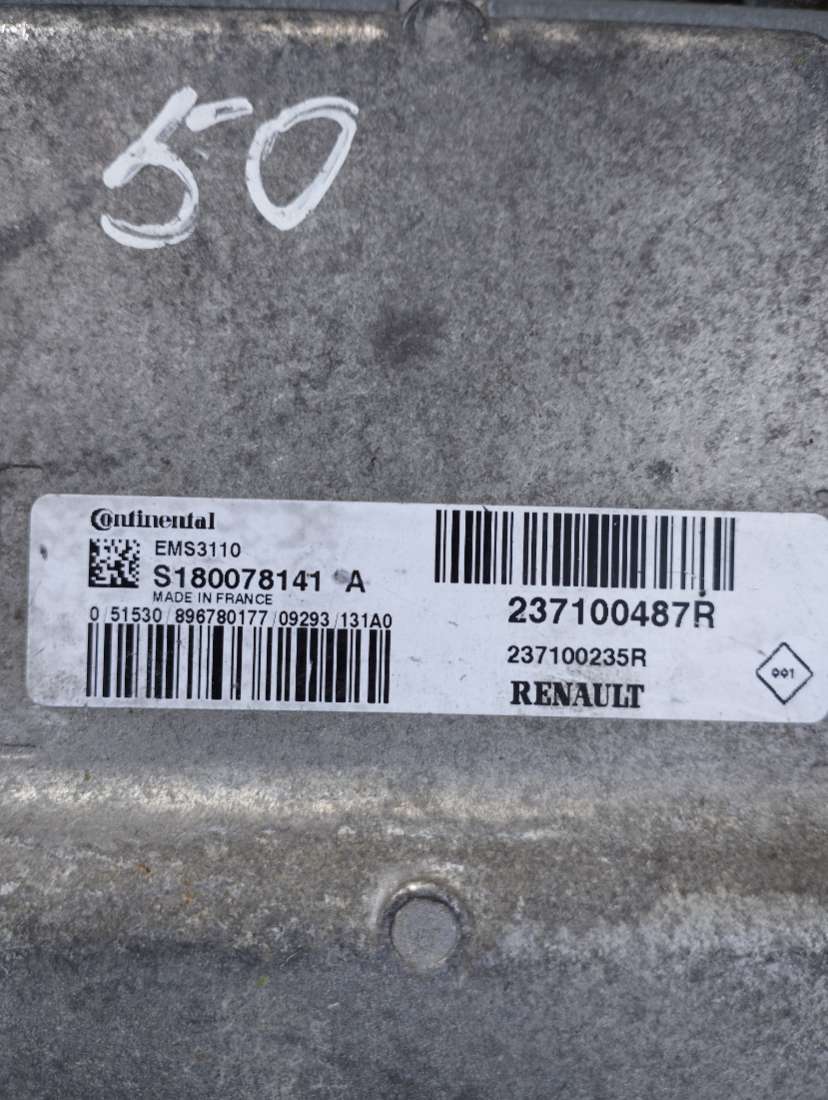 50
Continental
EMS3110
S180078141 A
MADE IN FRANCE
0/51530/896780177/09293/131A0
237100487R
237100235R
RENAULT
001